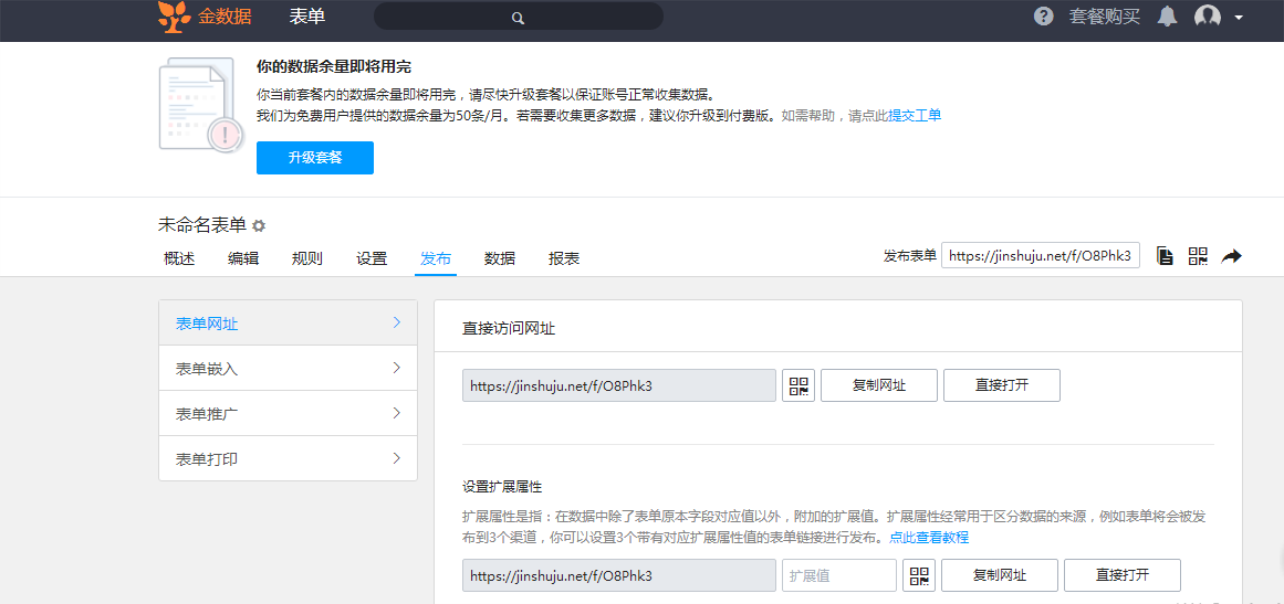 金数据 表单 套餐购买
你的数据余量即将用完
你当前套餐内的数据余量即将用完，请尽快升级套餐以保证账号正常收集数据。
我们为免费用户提供的数据余量为50条/月。若需要收集更多数据，建议你升级到付费版。如需帮助，请点此提交工单
升级套餐
未命名表单
概述 编辑 规则 设置 发布 数据 报表 发布表单 https://jinshuju.net/f/O8Phk3
表单网址
表单嵌入
表单推广
表单打印
直接访问网址
https://jinshuju.net/f/O8Phk3 复制网址 直接打开
设置扩展属性
扩展属性是指：在数据中除了表单原本字段对应值以外，附加的扩展值。扩展属性经常用于区分数据的来源，例如表单将会被发
布到3个渠道，你可以设置3个带有对应扩展属性值的表单链接进行发布。点此查看教程
https://jinshuju.net/f/O8Phk3 扩展值 复制网址 直接打开